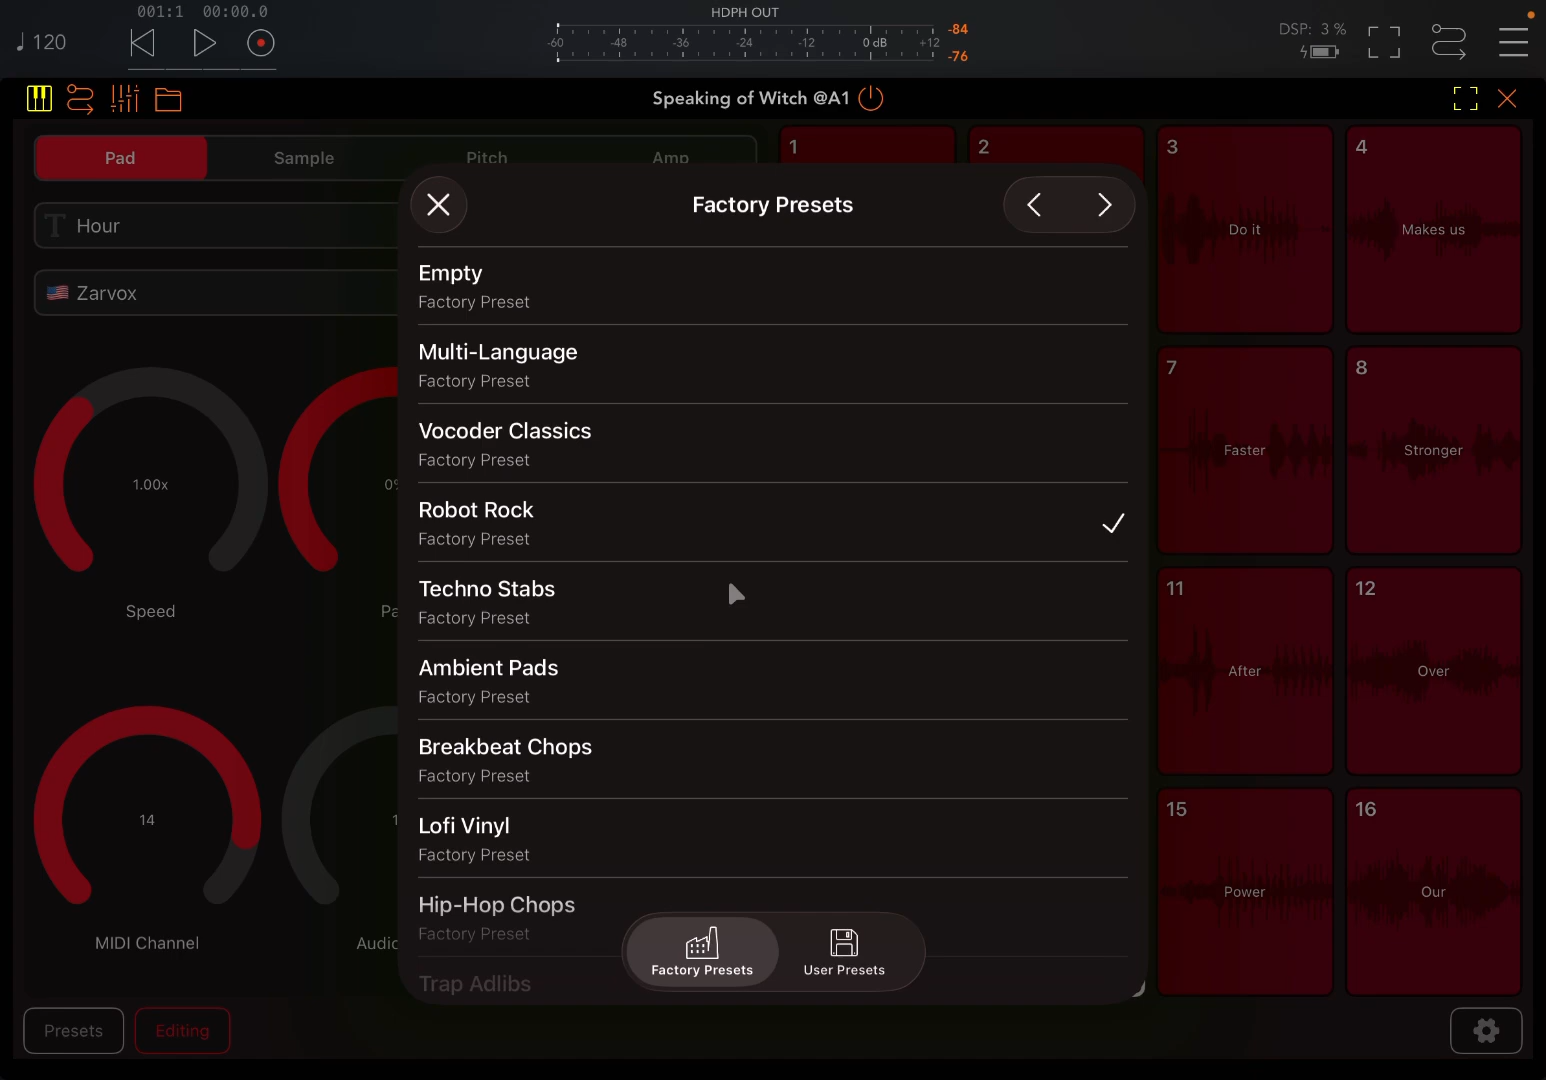 001:1 00:00.0
♩120
HDPH OUT
-60 -48 -36 -24 -12 0 dB +12
-84
-76
DSP: 3 %
Speaking of Witch @A1
Pad Sample Pitch Amp
Hour
Zarvox
1.00x
0%
Speed
Pa
14
1
MIDI Channel
Audio
Presets
Editing
Factory Presets
Empty
Factory Preset
Multi-Language
Factory Preset
Vocoder Classics
Factory Preset
Robot Rock
Factory Preset
Techno Stabs
Factory Preset
Ambient Pads
Factory Preset
Breakbeat Chops
Factory Preset
Lofi Vinyl
Factory Preset
Hip-Hop Chops
Factory Preset
Trap Adlibs
Factory Presets
User Presets
1
2
3
Do it
4
Makes us
7
Faster
8
Stronger
11
After
12
Over
15
Power
16
Our